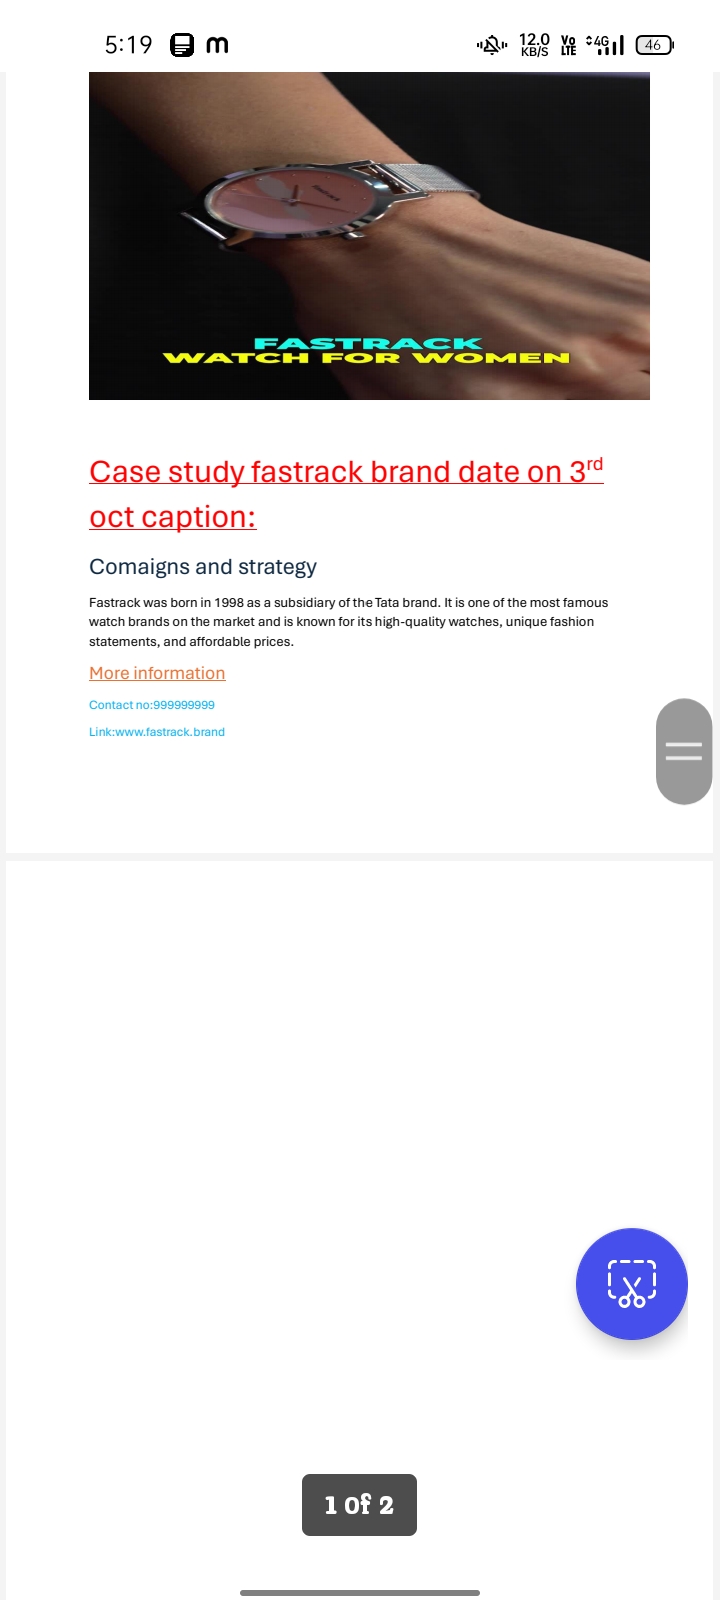 5:19 m 12.0 KB/S Vo LTE 4G 46
FASTRACK
WATCH FOR WOMEN
Case study fastrack brand date on 3rd
oct caption:
Comaigns and strategy
Fastrack was born in 1998 as a subsidiary of the Tata brand. It is one of the most famous
watch brands on the market and is known for its high-quality watches, unique fashion
statements, and affordable prices.
More information
Contact no:999999999
Link:www.fastrack.brand
1 Of 2